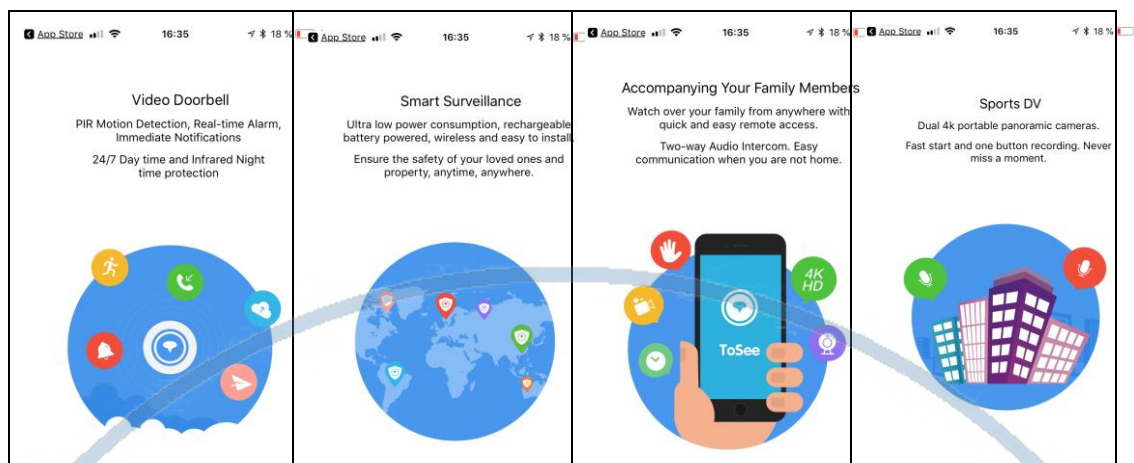 App Store 16:35 18 %
Video Doorbell
PIR Motion Detection, Real-time Alarm,
Immediate Notifications
24/7 Day time and Infrared Night
time protection
App Store 16:35 18 %
Smart Surveillance
Ultra low power consumption, rechargeable
battery powered, wireless and easy to install
Ensure the safety of your loved ones and
property, anytime, anywhere.
App Store 16:35 18 %
Accompanying Your Family Members
Watch over your family from anywhere with
quick and easy remote access.
Two-way Audio Intercom. Easy
communication when you are not home.
4K
HD
ToSee
App Store 16:35 18 %
Sports DV
Dual 4k portable panoramic cameras.
Fast start and one button recording. Never
miss a moment.